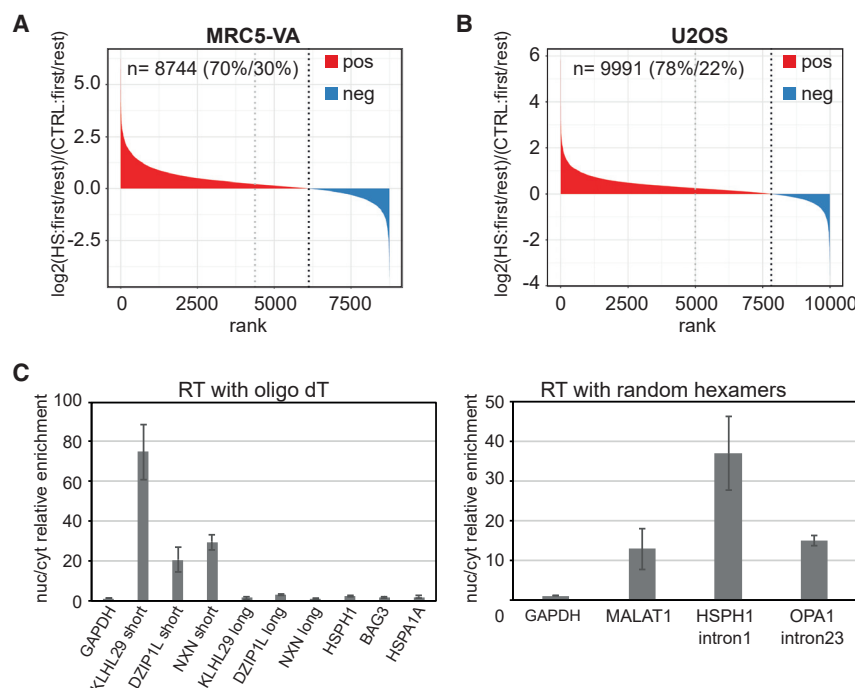 A
MRC5-VA
log2(HS:first/rest)/(CTRL:first/rest)
5.0
2.5
0.0
-2.5
n= 8744 (70%/30%)
pos
neg
0
2500
5000
7500
rank
B
U2OS
log2(HS:first/rest)/(CTRL:first/rest)
6
4
2
0
-2
-4
n= 9991 (78%/22%)
pos
neg
0
2500
5000
7500
10000
rank
C
RT with oligo dT
nuc/cyt relative enrichment
100
80
60
40
20
0
GAPDH
KLHL29 short
DZIP1L short
NXN short
KLHL29 long
DZIP1L long
NXN long
HSPH1
BAG3
HSPA1A
RT with random hexamers
nuc/cyt relative enrichment
50
40
30
20
10
0
GAPDH
MALAT1
HSPH1
intron1
OPA1
intron23